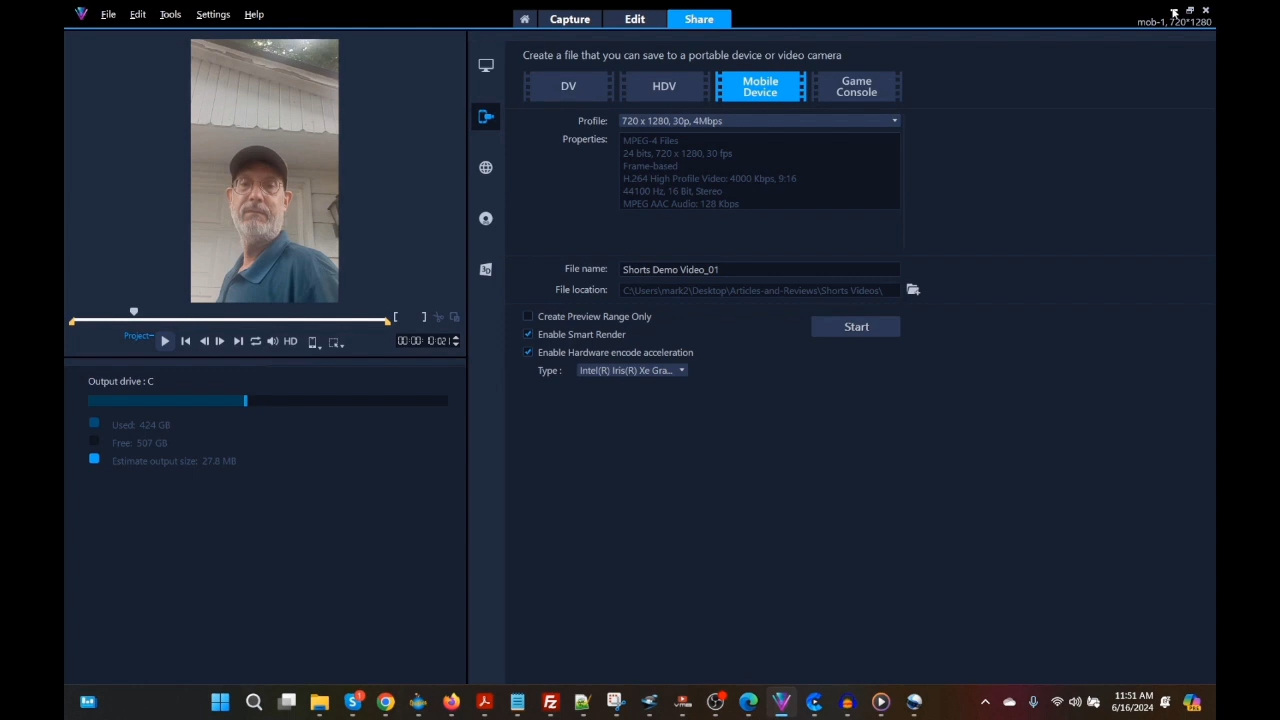 File Edit Tools Settings Help
Capture Edit Share
mob-1, 720*1280
Create a file that you can save to a portable device or video camera
DV HDV Mobile Device Game Console
Profile: 720 x 1280, 30p, 4Mbps
Properties: MPEG-4 Files
24 bits, 720 x 1280, 30 fps
Frame-based
H.264 High Profile Video: 4000 Kbps, 9:16
44100 Hz, 16 Bit, Stereo
MPEG AAC Audio: 128 Kbps
File name: Shorts Demo Video_01
File location: C:\Users\mark2\Desktop\Articles-and-Reviews\Shorts Videos\
Create Preview Range Only
Start
Enable Smart Render
Enable Hardware encode acceleration
Type : Intel(R) Iris(R) Xe Gra...
Project
HD 00:00:10:021
Output drive : C
Used: 424 GB
Free: 507 GB
Estimate output size: 27.8 MB
11:51 AM
6/16/2024